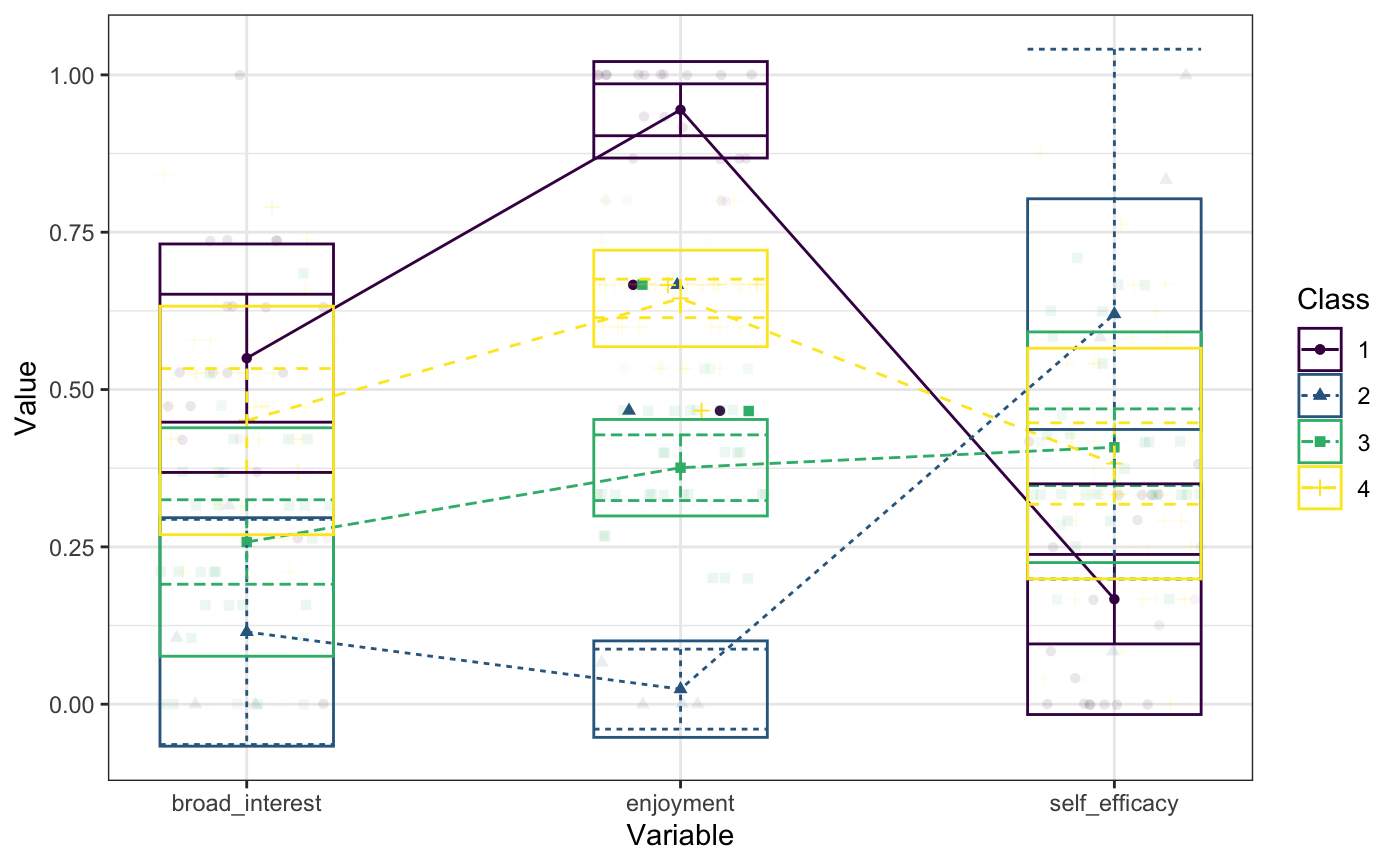 1.00
0.75
0.50
0.25
0.00
Value
broad_interest
enjoyment
self_efficacy
Variable
Class
1
2
3
4